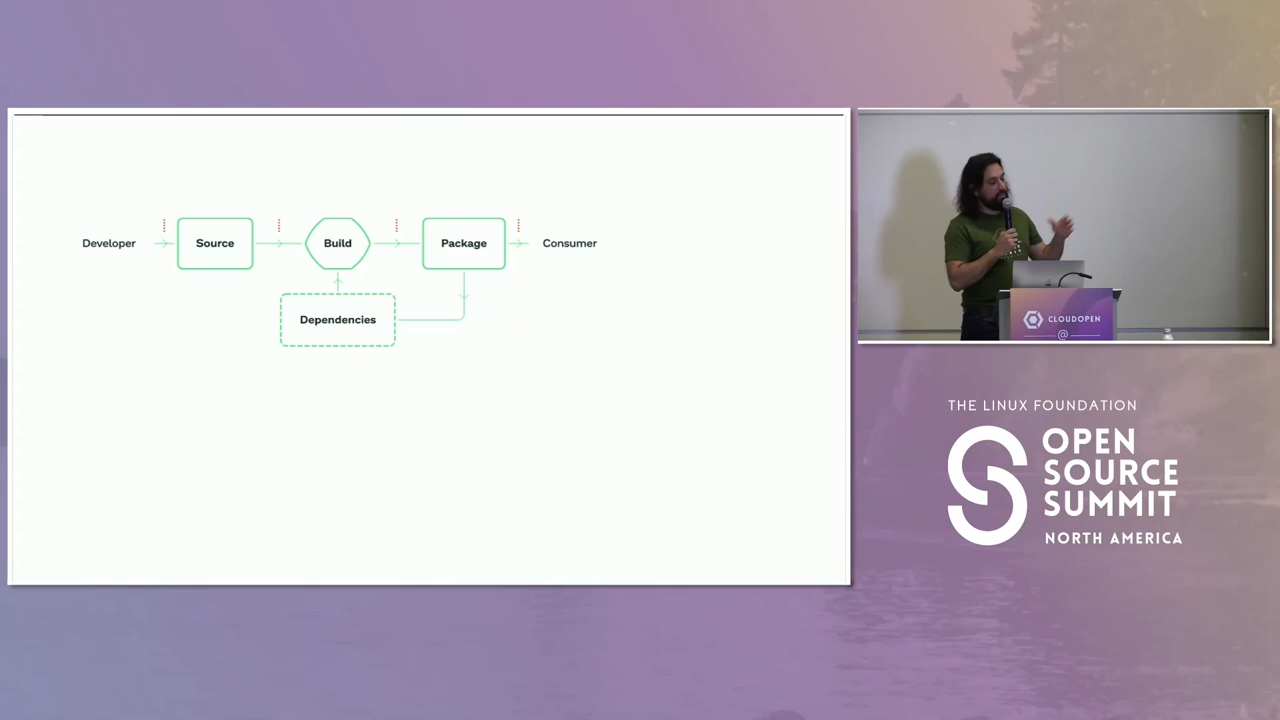 Developer
Source
Build
Package
Consumer
Dependencies
CLOUDOPEN
@
THE LINUX FOUNDATION
OPEN
SOURCE
SUMMIT
NORTH AMERICA